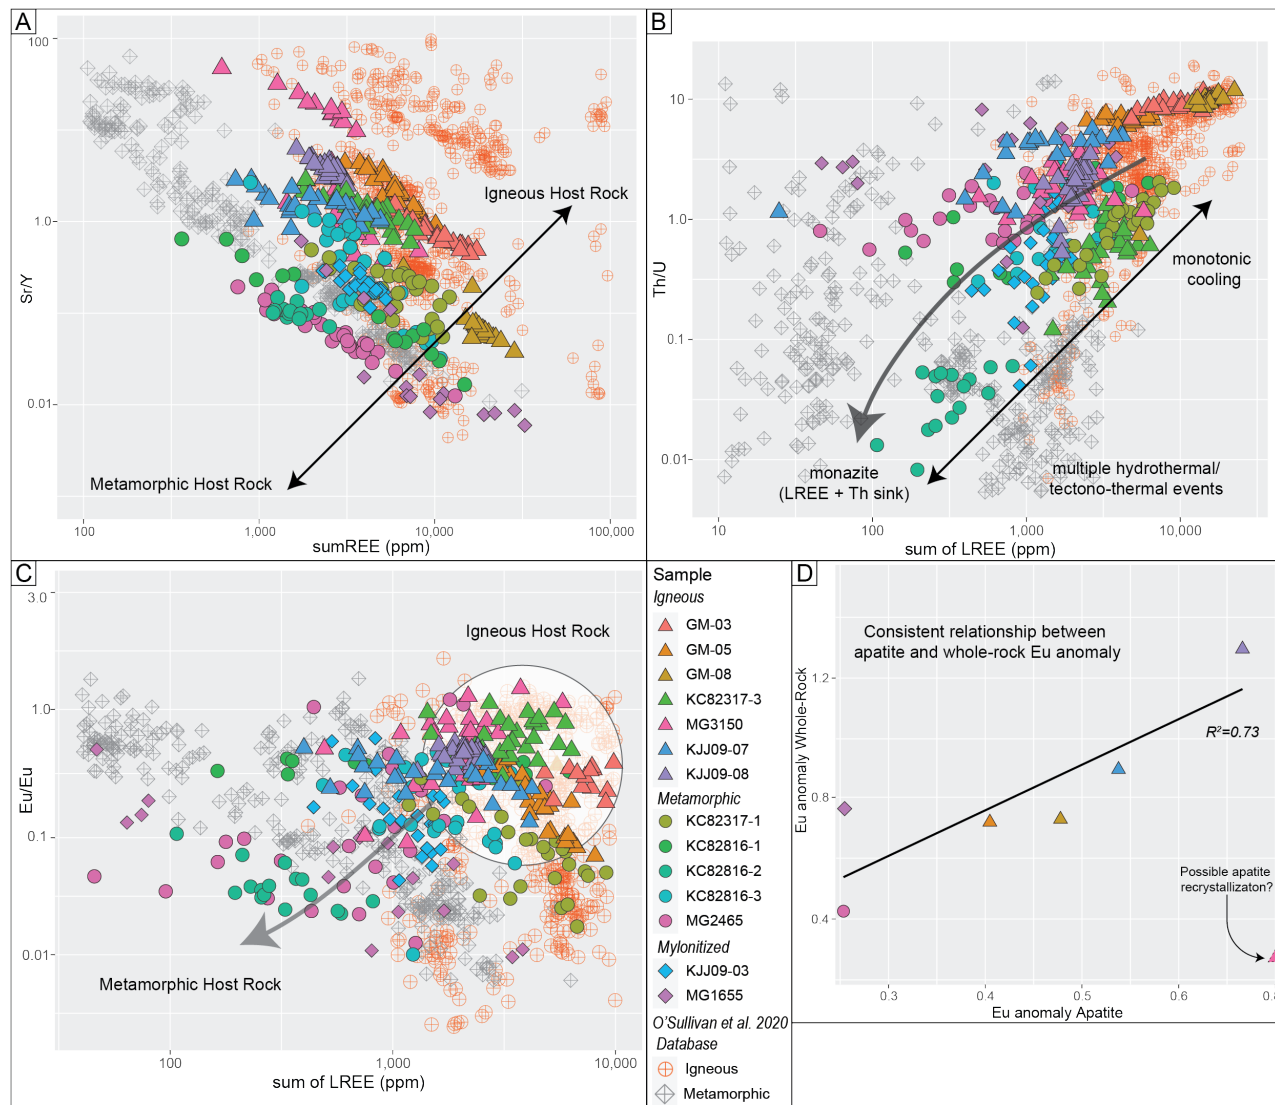 A
100
1.0
0.01
Sr/Y
Igneous Host Rock
Metamorphic Host Rock
100
1,000
10,000
100,000
sumREE (ppm)
B
10
1.0
0.1
0.01
Th/U
monotonic
cooling
monazite
(LREE + Th sink)
multiple hydrothermal/
tectono-thermal events
10
100
1,000
10,000
sum of LREE (ppm)
C
3.0
1.0
0.1
0.01
Eu/Eu
Igneous Host Rock
Metamorphic Host Rock
100
1,000
10,000
sum of LREE (ppm)
Sample
Igneous
GM-03
GM-05
GM-08
KC82317-3
MG3150
KJJ09-07
KJJ09-08
Metamorphic
KC82317-1
KC82816-1
KC82816-2
KC82816-3
MG2465
Mylonitized
KJJ09-03
MG1655
O'Sullivan et al. 2020
Database
Igneous
Metamorphic
D
Consistent relationship between
apatite and whole-rock Eu anomaly
R²=0.73
Possible apatite
recrystallizaton?
1.2
0.8
0.4
Eu anomaly Whole-Rock
0.3
0.4
0.5
0.6
0.8
Eu anomaly Apatite